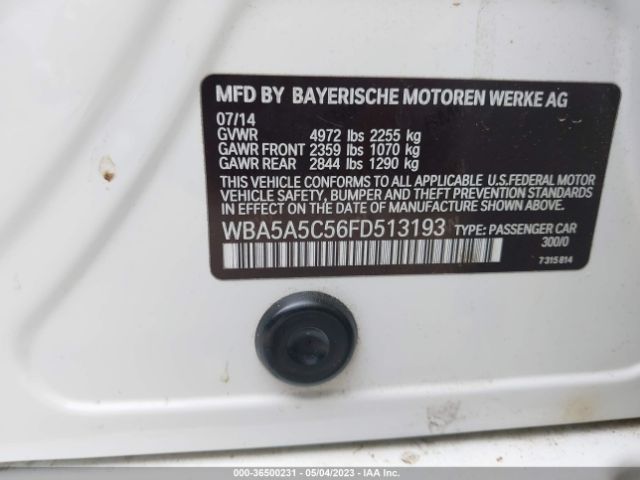 MFD BY BAYERISCHE MOTOREN WERKE AG
07/14
GVWR 4972 lbs 2255 kg
GAWR FRONT 2359 lbs 1070 kg
GAWR REAR 2844 lbs 1290 kg
THIS VEHICLE CONFORMS TO ALL APPLICABLE U.S.FEDERAL MOTOR
VEHICLE SAFETY, BUMPER AND THEFT PREVENTION STANDARDS
IN EFFECT ON THE DATE OF MANUFACTURE SHOWN ABOVE.
WBA5A5C56FD513193 TYPE: PASSENGER CAR
300/0
7315814
000-36500231 - 05/04/2023 - IAA Inc.